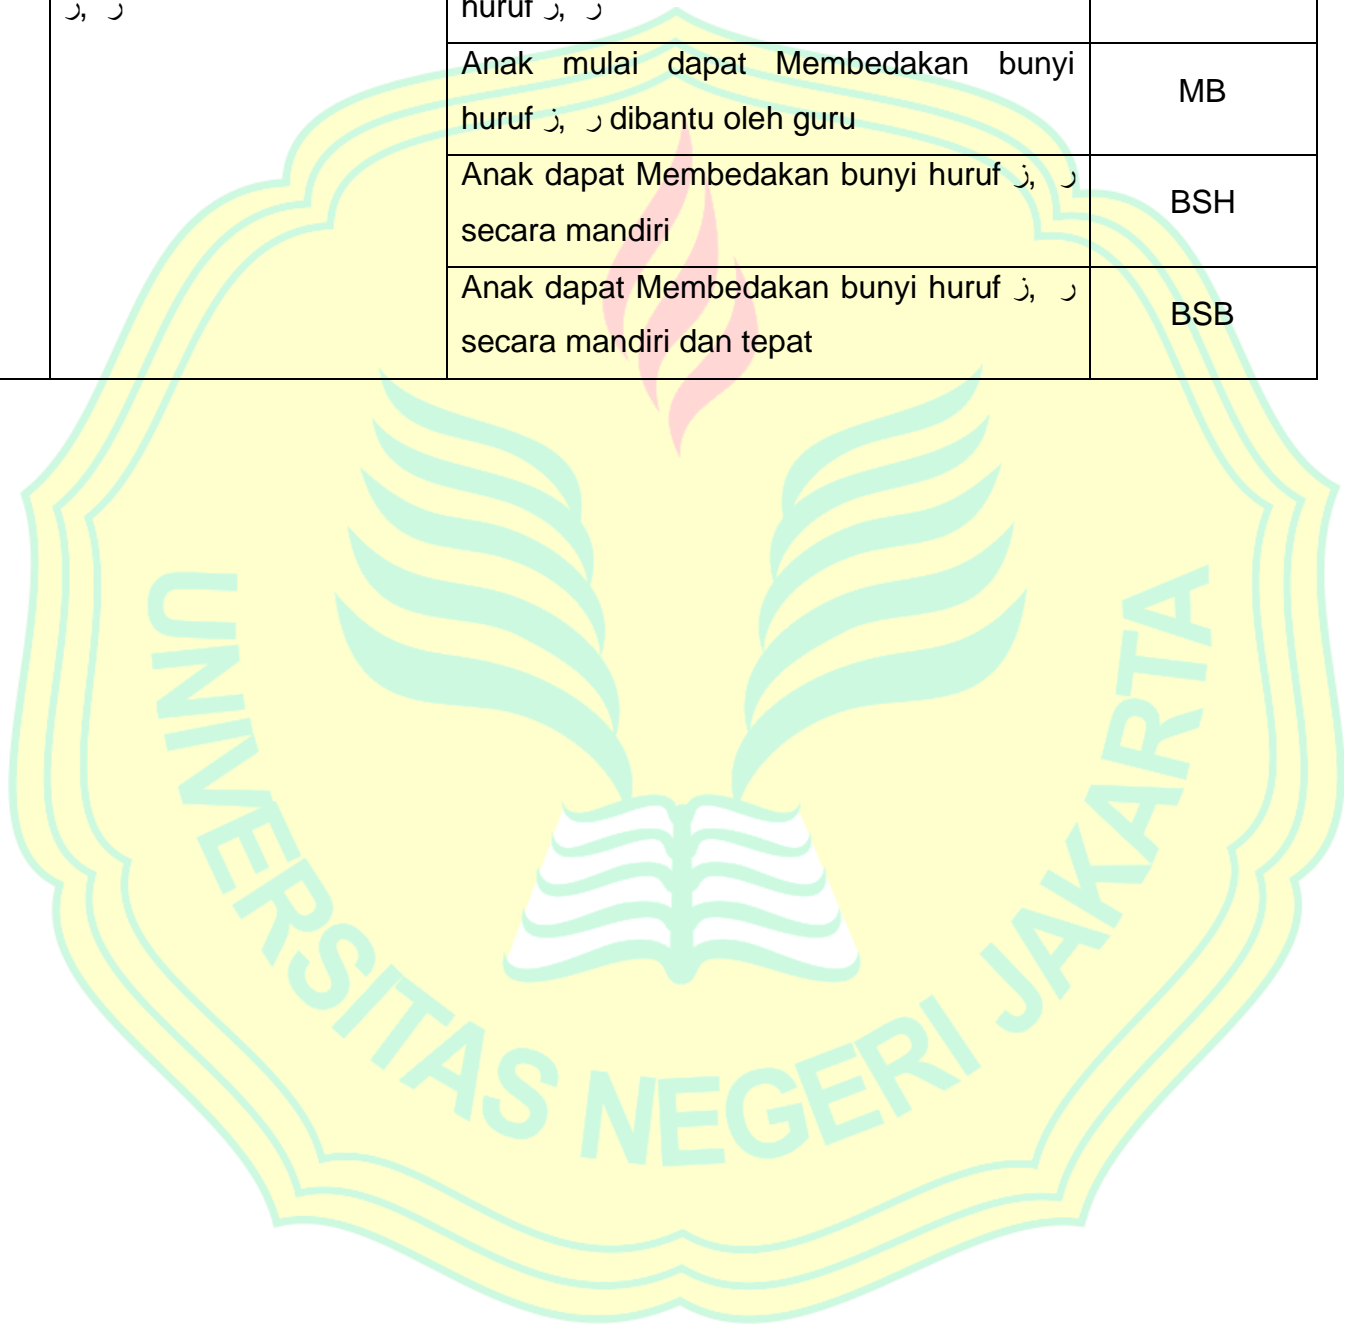 ر ,ز
huruf ر ,ز
Anak mulai dapat Membedakan bunyi
huruf ر ,ز dibantu oleh guru
MB
Anak dapat Membedakan bunyi huruf ر ,ز
secara mandiri
BSH
Anak dapat Membedakan bunyi huruf ر ,ز
secara mandiri dan tepat
BSB
UNIVERSITAS NEGERI JAKARTA